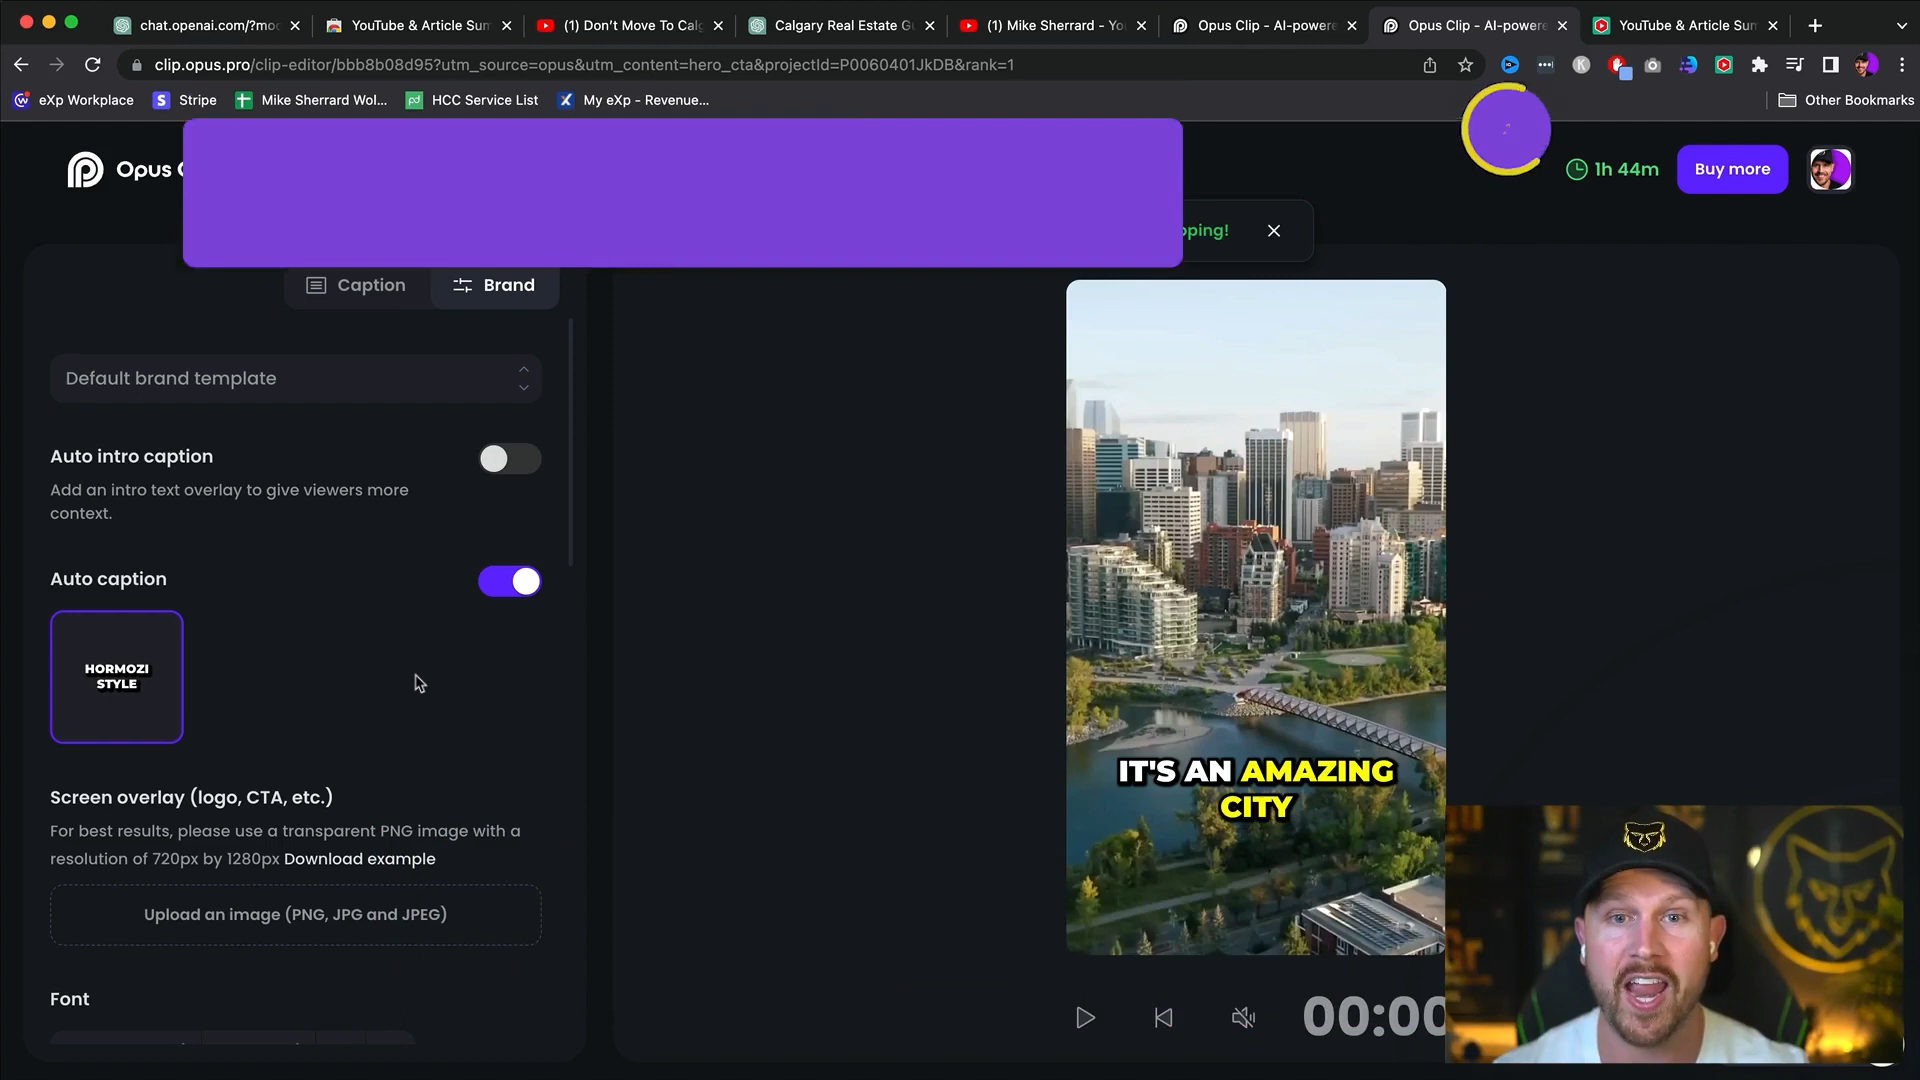 chat.openai.com/?moc
YouTube & Article Sum
(1) Don't Move To Calg
Calgary Real Estate Gu
(1) Mike Sherrard - You
Opus Clip - AI-powere
Opus Clip - AI-powere
YouTube & Article Sum
clip.opus.pro/clip-editor/bbb8b08d95?utm_source=opus&utm_content=hero_cta&projectId=P0060401JkDB&rank=1
eXp Workplace
Stripe
Mike Sherrard Wol...
HCC Service List
My eXp - Revenue...
Other Bookmarks
Opus C
1h 44m
Buy more
pping!
Caption
Brand
Default brand template
Auto intro caption
Add an intro text overlay to give viewers more
context.
Auto caption
HORMOZI
STYLE
Screen overlay (logo, CTA, etc.)
For best results, please use a transparent PNG image with a
resolution of 720px by 1280px Download example
Upload an image (PNG, JPG and JPEG)
Font
IT'S AN AMAZING
CITY
00:00